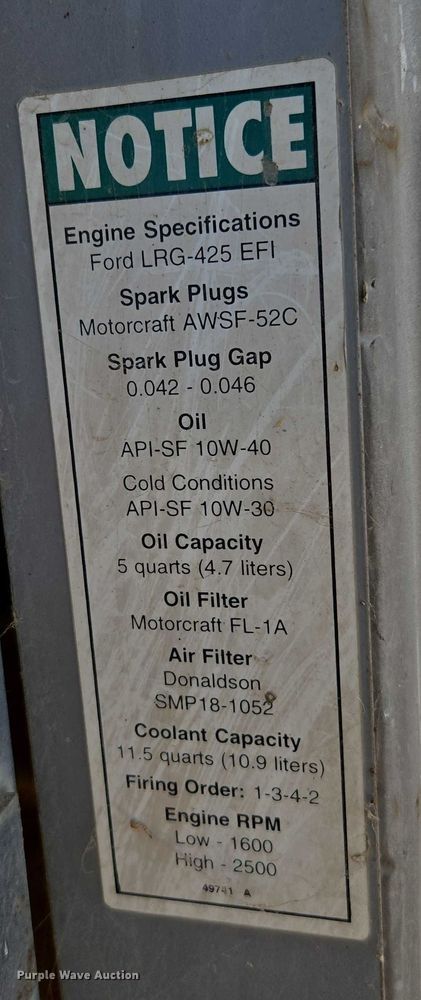 NOTICE
Engine Specifications
Ford LRG-425 EFI
Spark Plugs
Motorcraft AWSF-52C
Spark Plug Gap
0.042 - 0.046
Oil
API-SF 10W-40
Cold Conditions
API-SF 10W-30
Oil Capacity
5 quarts (4.7 liters)
Oil Filter
Motorcraft FL-1A
Air Filter
Donaldson
SMP18-1052
Coolant Capacity
11.5 quarts (10.9 liters)
Firing Order: 1-3-4-2
Engine RPM
Low - 1600
High - 2500
49741 A
Purple Wave Auction